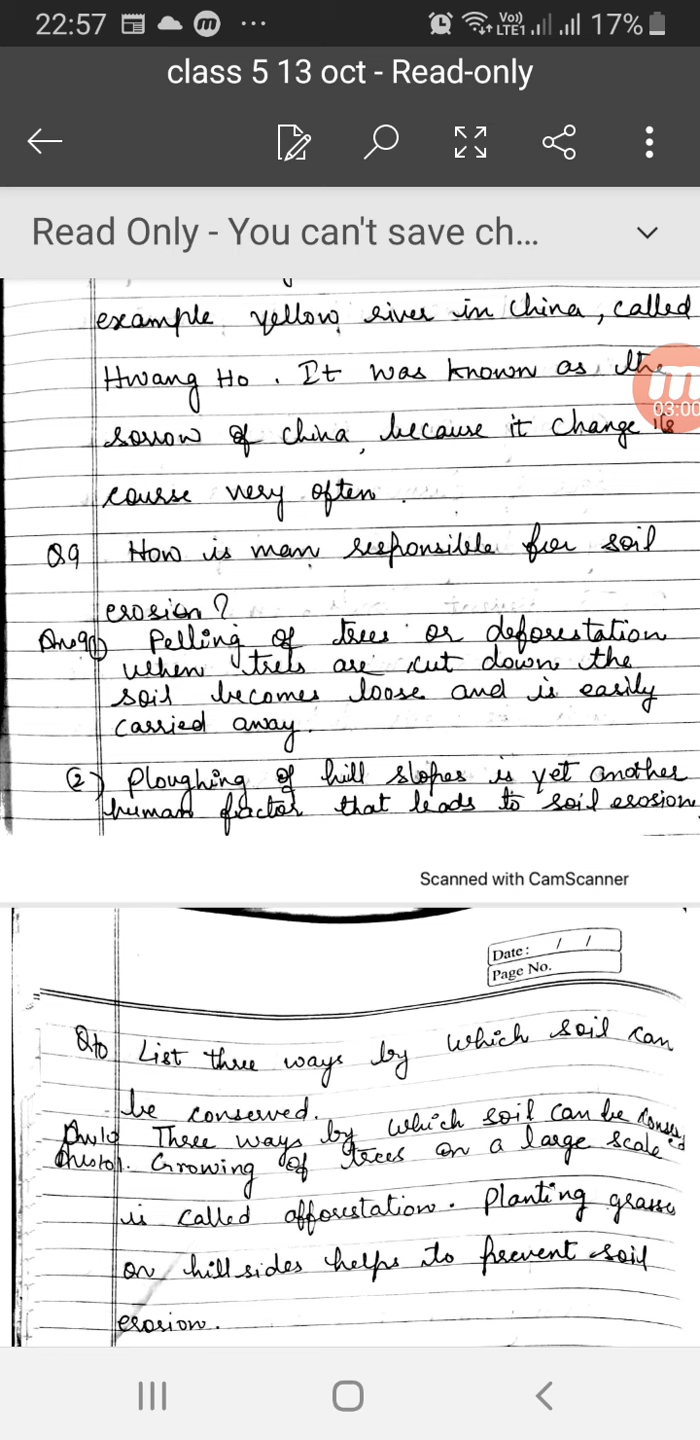 22:57 ... Vo)) LTE1 17%
class 5 13 oct - Read-only
Read Only - You can't save ch...
example yellow river in China, called
Hwang Ho. It was known as the
03:00
sorrow of china, because it change its
course very often.
Q9 How is man responsible for soil
erosion?
Ans9 (1) Felling of trees or deforestation
when trees are cut down the
soil becomes loose and is easily
carried away.
(2) Ploughing of hill slopes is yet another
human factor that leads to soil erosion.
Scanned with CamScanner
Date: / /
Page No.
Q10 List three ways by which soil can
be conserved.
Ans10 Three ways by which soil can be
Growing of trees on a large scale
is called afforestation. Planting grasses
on hill sides helps to prevent soil
erosion.